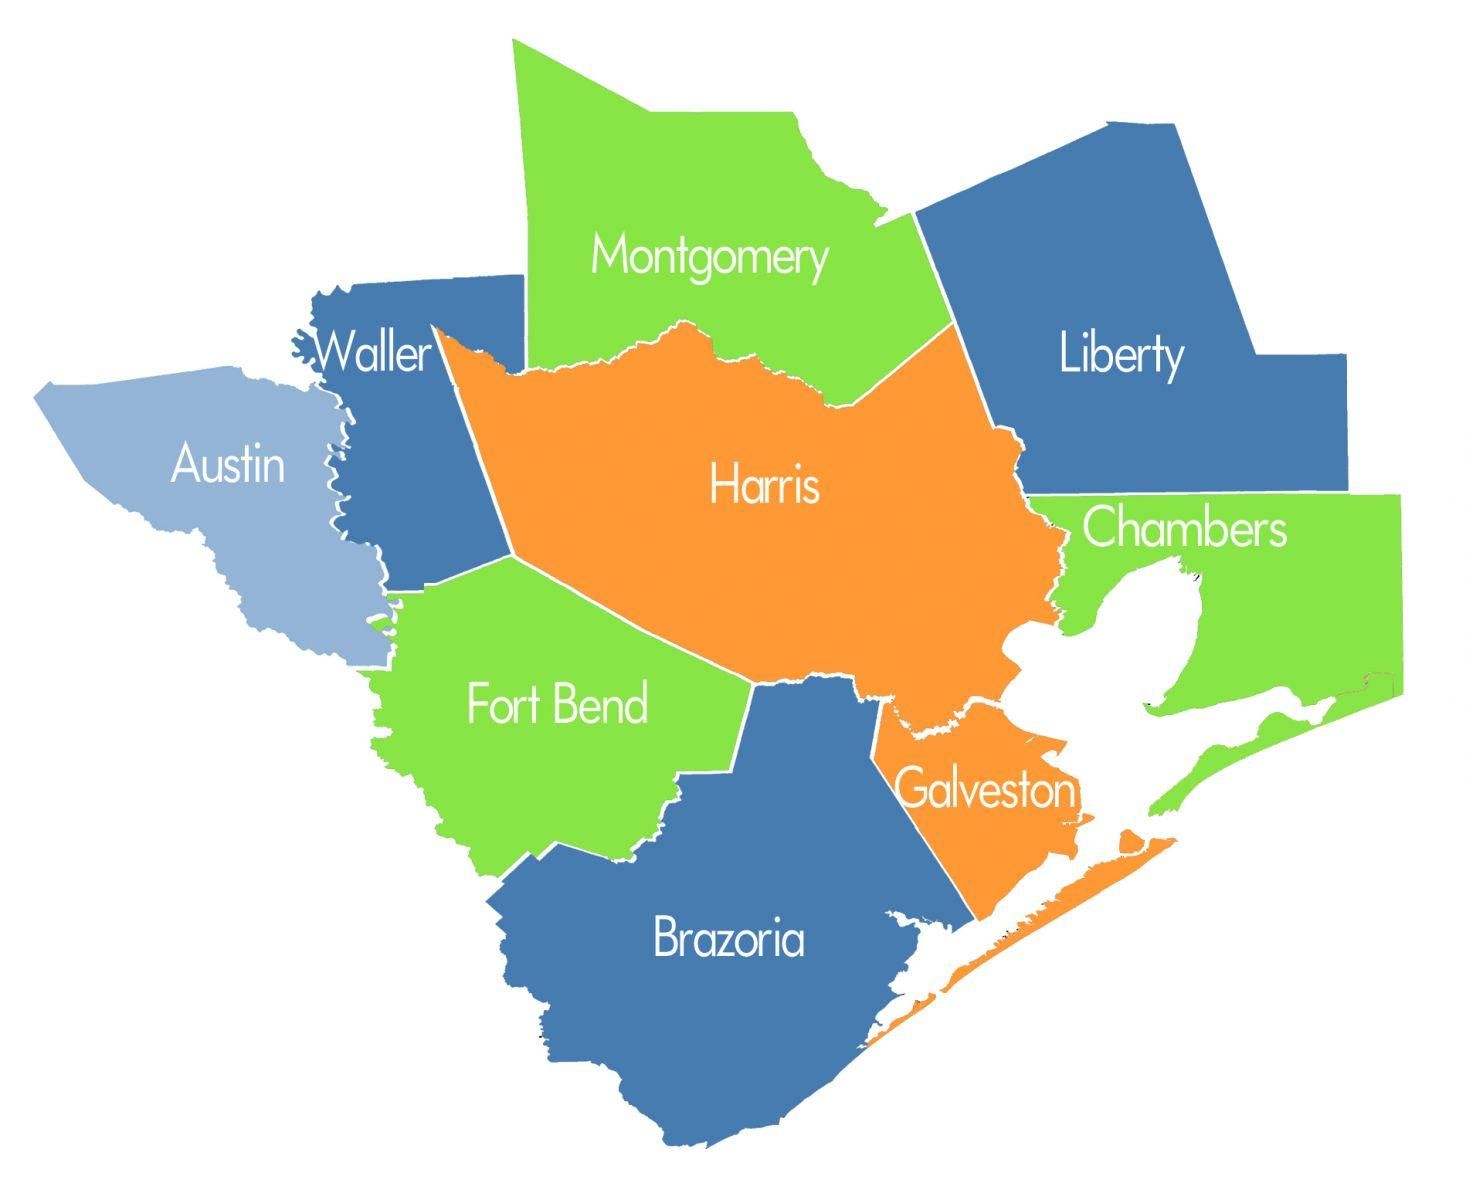 Montgomery
Waller
Liberty
Austin
Harris
Chambers
Fort Bend
Galveston
Brazoria